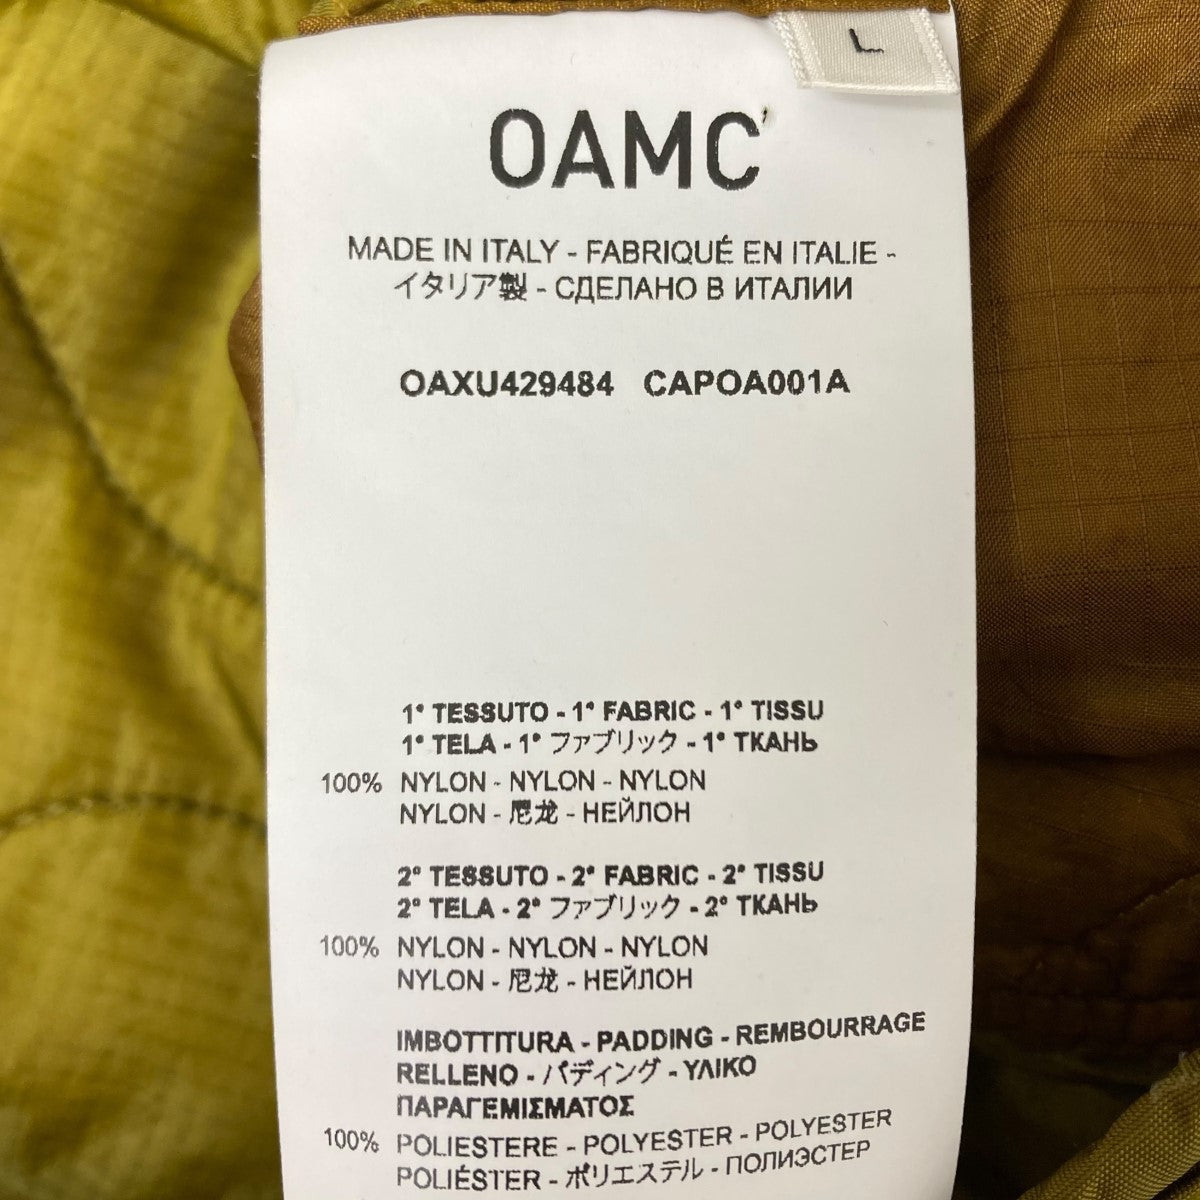 L
OAMC
MADE IN ITALY - FABRIQUÉ EN ITALIE -
イタリア製 - СДЕЛАНО В ИТАЛИИ
OAXU429484 CAPOA001A
1° TESSUTO - 1° FABRIC - 1° TISSU
1° TELA - 1° ファブリック - 1° ТКАНЬ
100% NYLON - NYLON - NYLON
NYLON - 尼龙 - НЕЙЛОН
2° TESSUTO - 2° FABRIC - 2° TISSU
2° TELA - 2° ファブリック - 2° ТКАНЬ
100% NYLON - NYLON - NYLON
NYLON - 尼龙 - НЕЙЛОН
IMBOTTITURA - PADDING - REMBOURRAGE
RELLENO - パディング - ΥΛΙΚΟ
ΠΑΡΑΓΕΜΙΣΜΑΤΟΣ
100% POLIESTERE - POLYESTER - POLYESTER
POLIÉSTER - ポリエステル - ПОЛИЭСТЕР